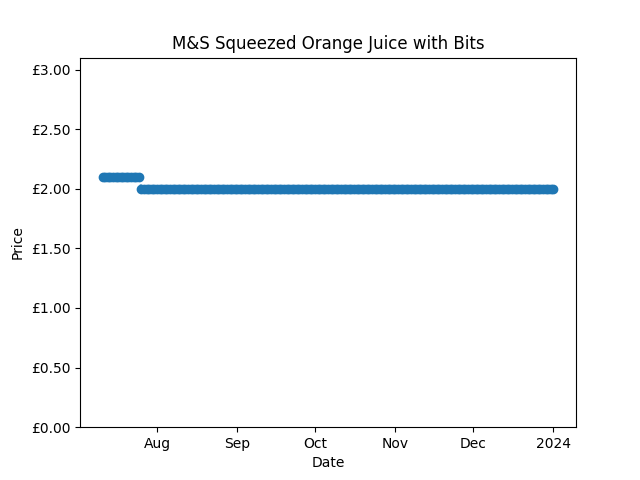 M&S Squeezed Orange Juice with Bits
£3.00
£2.50
£2.00
£1.50
£1.00
£0.50
£0.00
Price
Aug Sep Oct Nov Dec 2024
Date